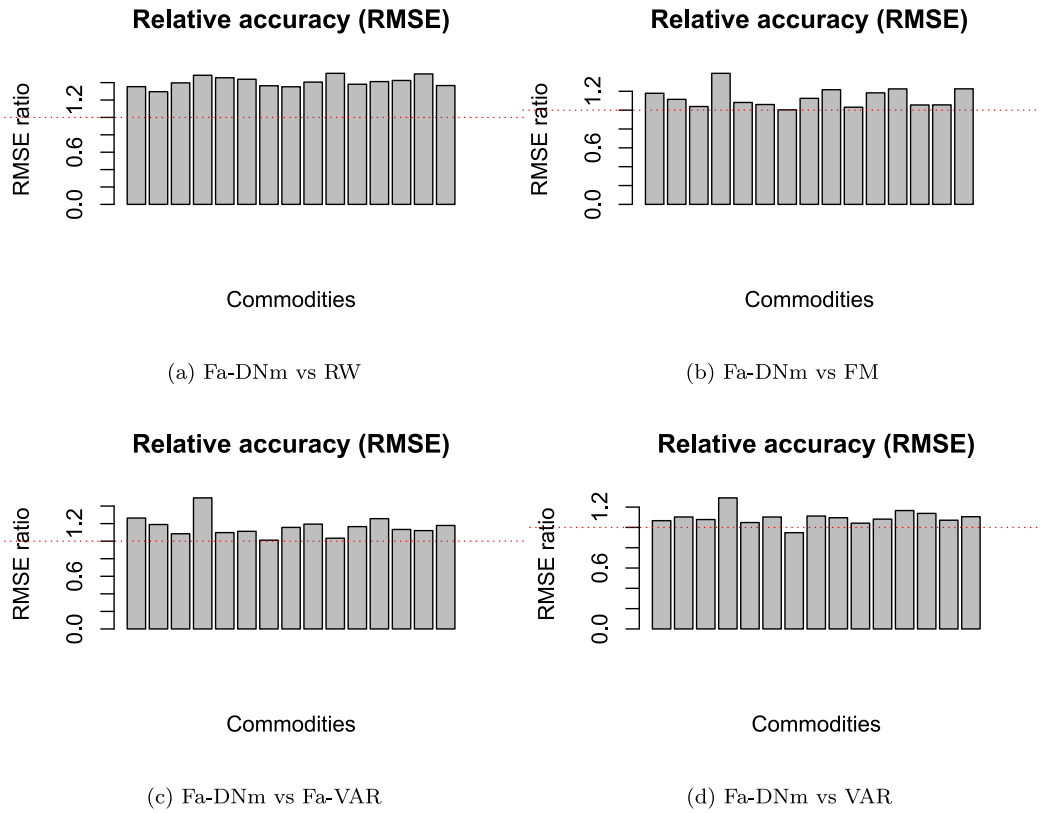 Relative accuracy (RMSE)
RMSE ratio
0.0
0.6
1.2
Commodities
(a) Fa-DNm vs RW
Relative accuracy (RMSE)
RMSE ratio
0.0
0.6
1.2
Commodities
(b) Fa-DNm vs FM
Relative accuracy (RMSE)
RMSE ratio
0.0
0.6
1.2
Commodities
(c) Fa-DNm vs Fa-VAR
Relative accuracy (RMSE)
RMSE ratio
0.0
0.6
1.2
Commodities
(d) Fa-DNm vs VAR